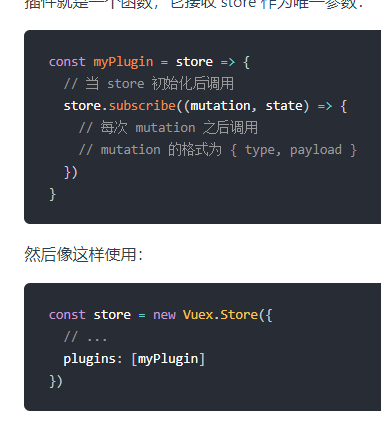 插件就是一个函数，它接收 store 作为唯一参数：
const myPlugin = store => {
// 当 store 初始化后调用
store.subscribe((mutation, state) => {
// 每次 mutation 之后调用
// mutation 的格式为 { type, payload }
})
}
然后像这样使用：
const store = new Vuex.Store({
// ...
plugins: [myPlugin]
})